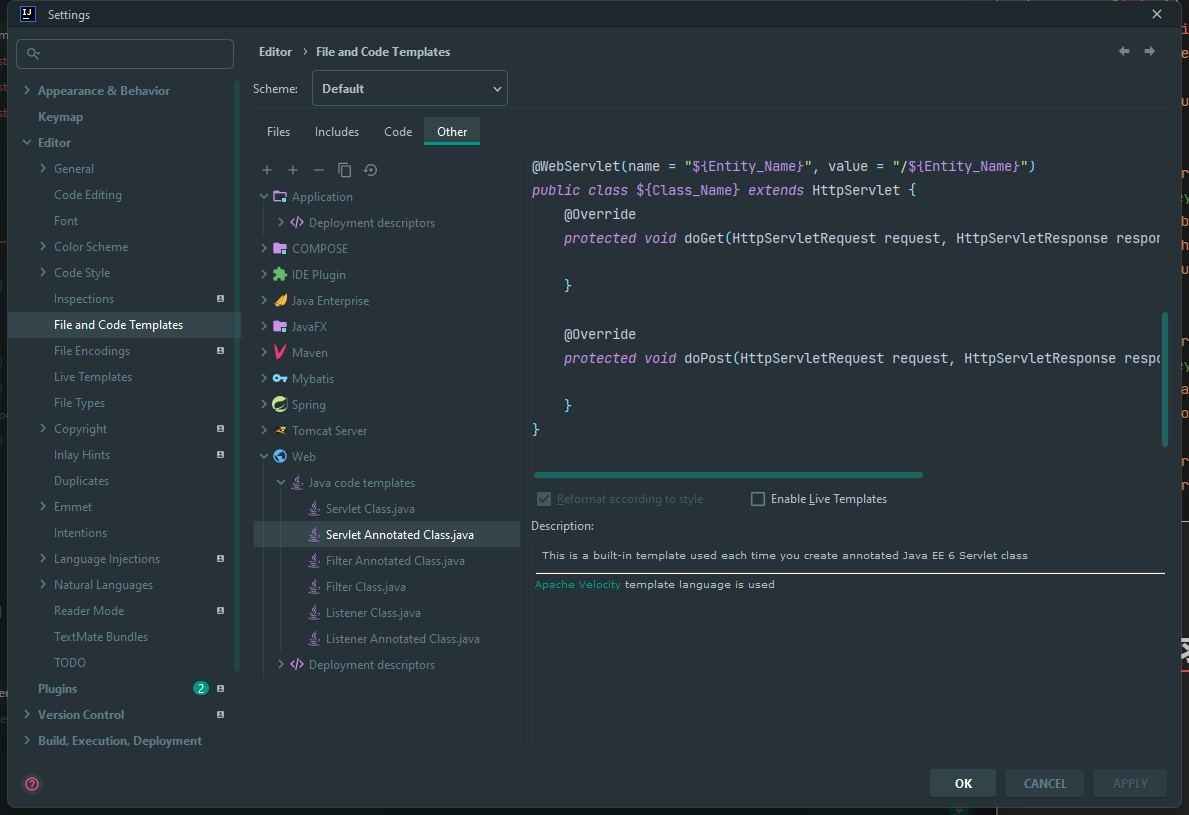 Settings
Editor › File and Code Templates
Scheme: Default
Files Includes Code Other
Appearance & Behavior
Keymap
Editor
General
Code Editing
Font
Color Scheme
Code Style
Inspections
File and Code Templates
File Encodings
Live Templates
File Types
Copyright
Inlay Hints
Duplicates
Emmet
Intentions
Language Injections
Natural Languages
Reader Mode
TextMate Bundles
TODO
Plugins 2
Version Control
Build, Execution, Deployment
Application
Deployment descriptors
COMPOSE
IDE Plugin
Java Enterprise
JavaFX
Maven
Mybatis
Spring
Tomcat Server
Web
Java code templates
Servlet Class.java
Servlet Annotated Class.java
Filter Annotated Class.java
Filter Class.java
Listener Class.java
Listener Annotated Class.java
Deployment descriptors
@WebServlet(name = "${Entity_Name}", value = "/${Entity_Name}")
public class ${Class_Name} extends HttpServlet {
@Override
protected void doGet(HttpServletRequest request, HttpServletResponse respon
}
@Override
protected void doPost(HttpServletRequest request, HttpServletResponse respo
}
}
Reformat according to style Enable Live Templates
Description:
This is a built-in template used each time you create annotated Java EE 6 Servlet class
Apache Velocity template language is used
OK CANCEL APPLY